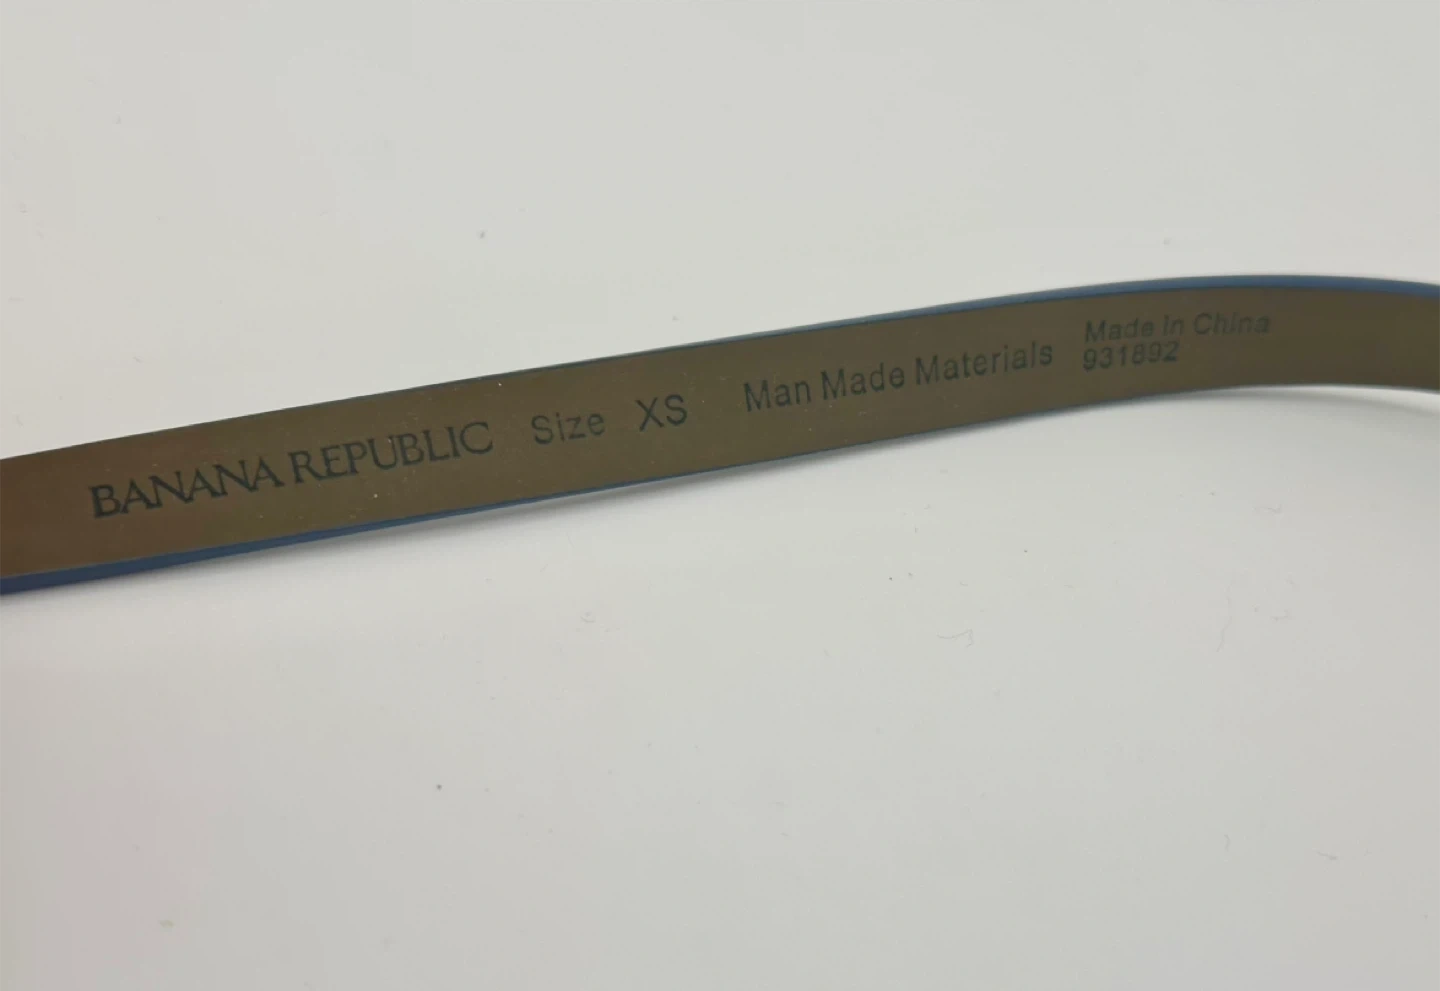 BANANA REPUBLIC Size XS Man Made Materials
Made in China
931892